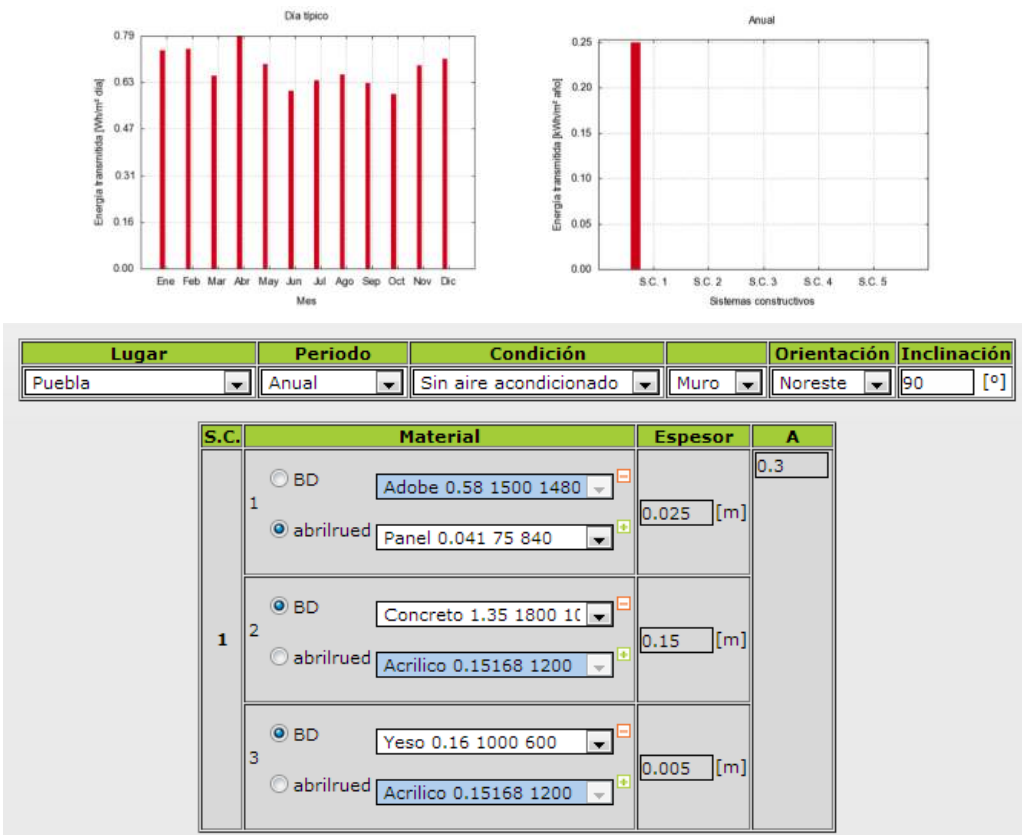 Día típico
0.79
0.63
0.47
0.31
0.16
0.00
Energía transmitida [Wh/m² día]
Ene Feb Mar Abr May Jun Jul Ago Sep Oct Nov Dic
Mes
Anual
0.25
0.20
0.15
0.10
0.05
0.00
Energía transmitida [kWh/m² año]
S.C. 1 S.C. 2 S.C. 3 S.C. 4 S.C. 5
Sistemas constructivos
Lugar Periodo Condición Orientación Inclinación
Puebla Anual Sin aire acondicionado Muro Noreste 90 [º]
S.C. Material Espesor A
1
1
BD Adobe 0.58 1500 1480
abrilrued Panel 0.041 75 840
0.025 [m]
0.3
2
BD Concreto 1.35 1800 10
abrilrued Acrilico 0.15168 1200
0.15 [m]
3
BD Yeso 0.16 1000 600
abrilrued Acrilico 0.15168 1200
0.005 [m]